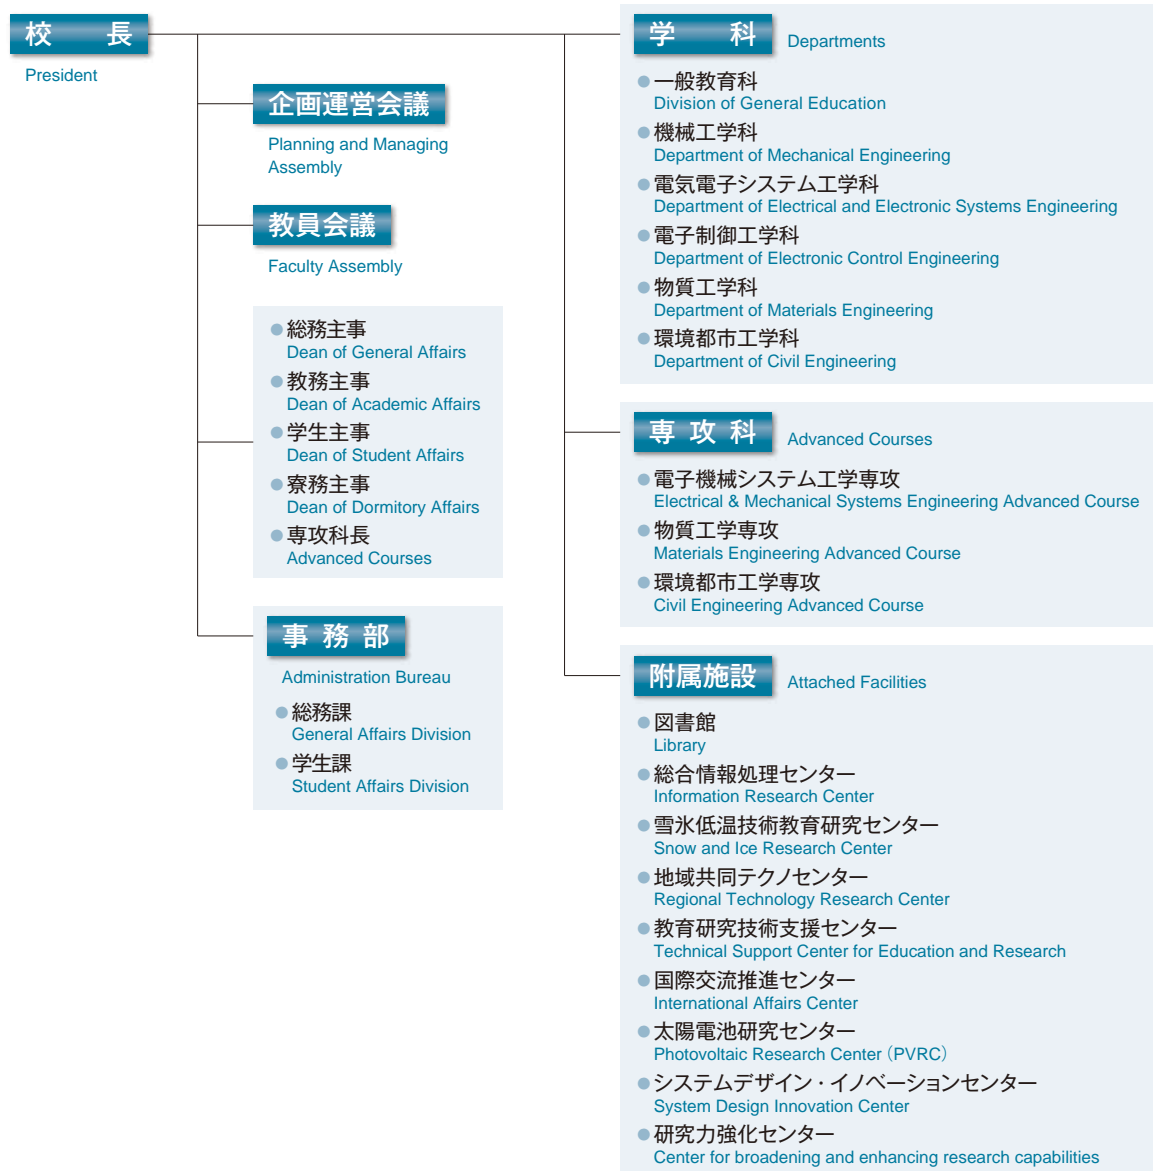 校 長
President
企画運営会議
Planning and Managing
Assembly
教員会議
Faculty Assembly
●総務主事
Dean of General Affairs
●教務主事
Dean of Academic Affairs
●学生主事
Dean of Student Affairs
●寮務主事
Dean of Dormitory Affairs
●専攻科長
Advanced Courses
事 務 部
Administration Bureau
●総務課
General Affairs Division
●学生課
Student Affairs Division
学 科 Departments
●一般教育科
Division of General Education
●機械工学科
Department of Mechanical Engineering
●電気電子システム工学科
Department of Electrical and Electronic Systems Engineering
●電子制御工学科
Department of Electronic Control Engineering
●物質工学科
Department of Materials Engineering
●環境都市工学科
Department of Civil Engineering
専 攻 科 Advanced Courses
●電子機械システム工学専攻
Electrical & Mechanical Systems Engineering Advanced Course
●物質工学専攻
Materials Engineering Advanced Course
●環境都市工学専攻
Civil Engineering Advanced Course
附属施設 Attached Facilities
●図書館
Library
●総合情報処理センター
Information Research Center
●雪氷低温技術教育研究センター
Snow and Ice Research Center
●地域共同テクノセンター
Regional Technology Research Center
●教育研究技術支援センター
Technical Support Center for Education and Research
●国際交流推進センター
International Affairs Center
●太陽電池研究センター
Photovoltaic Research Center（PVRC）
●システムデザイン・イノベーションセンター
System Design Innovation Center
●研究力強化センター
Center for broadening and enhancing research capabilities